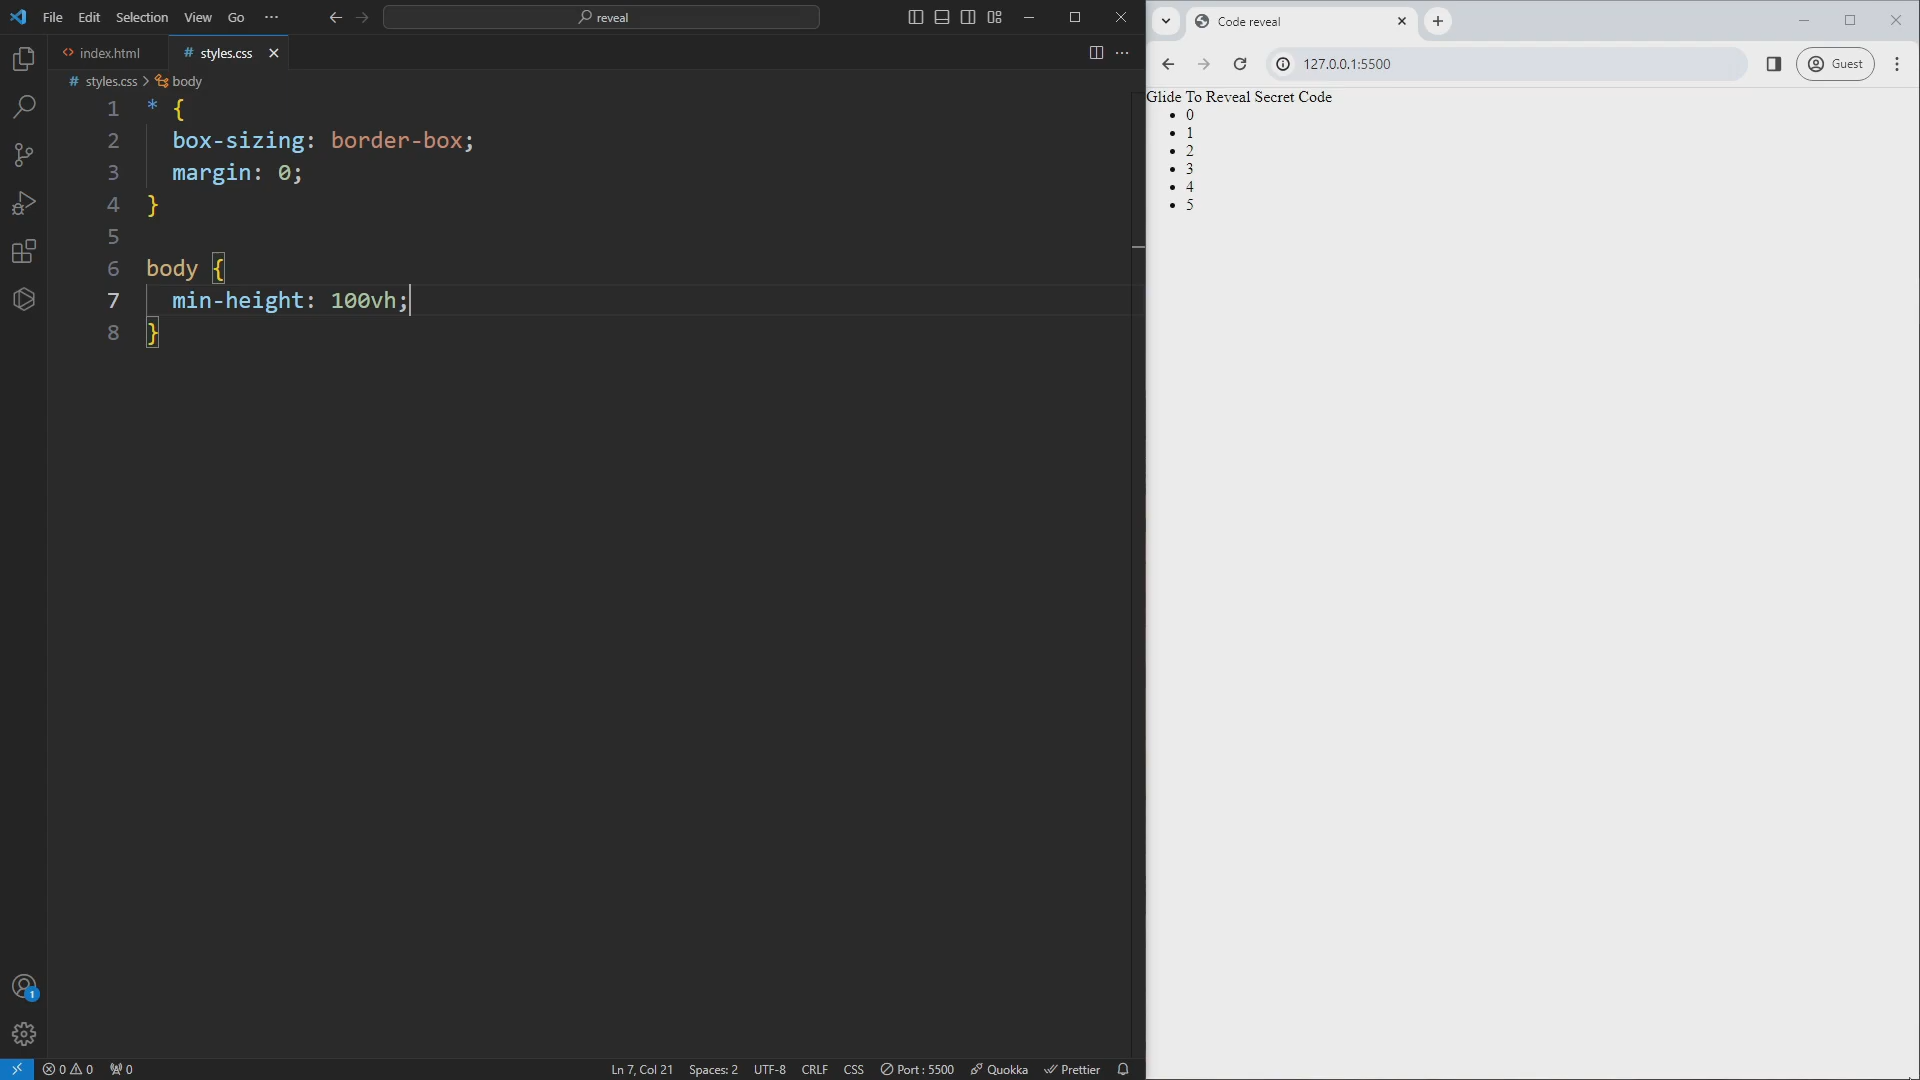 File Edit Selection View Go ··· reveal
index.html # styles.css
# styles.css > body
1 * {
2 box-sizing: border-box;
3 margin: 0;
4 }
5
6 body {
7 min-height: 100vh;
8 }
1
0 0 0 Ln 7, Col 21 Spaces: 2 UTF-8 CRLF CSS Port : 5500 Quokka Prettier
Code reveal
127.0.0.1:5500 Guest
Glide To Reveal Secret Code
• 0
• 1
• 2
• 3
• 4
• 5